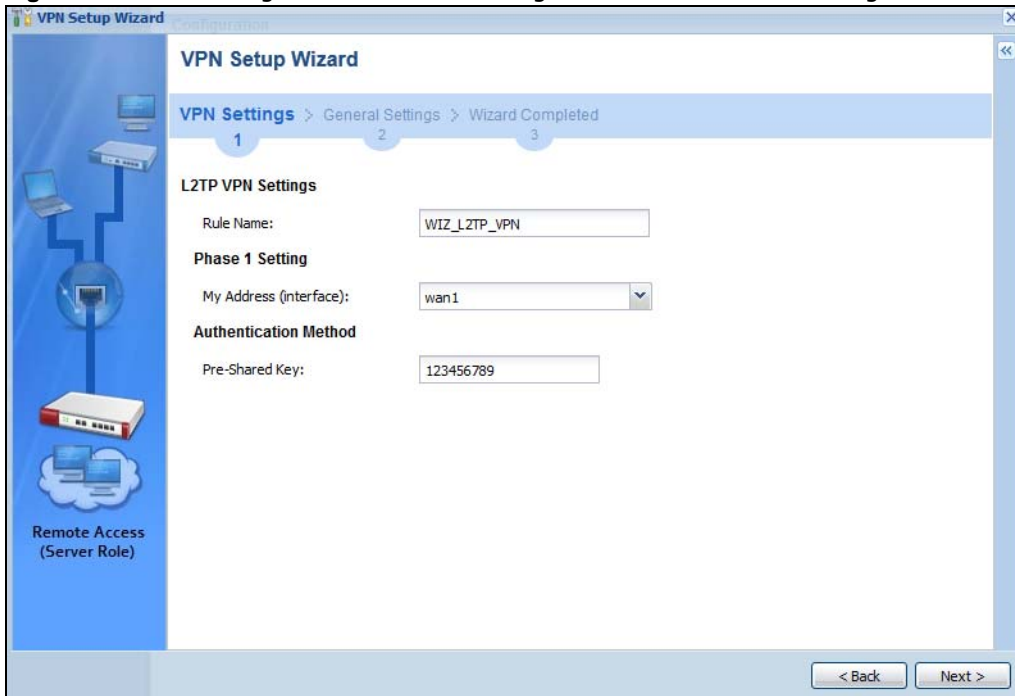 VPN Setup Wizard
Configuration
VPN Setup Wizard
VPN Settings > General Settings > Wizard Completed
1 2 3
L2TP VPN Settings
Rule Name: WIZ_L2TP_VPN
Phase 1 Setting
My Address (interface): wan1
Authentication Method
Pre-Shared Key: 123456789
Remote Access
(Server Role)
< Back Next >